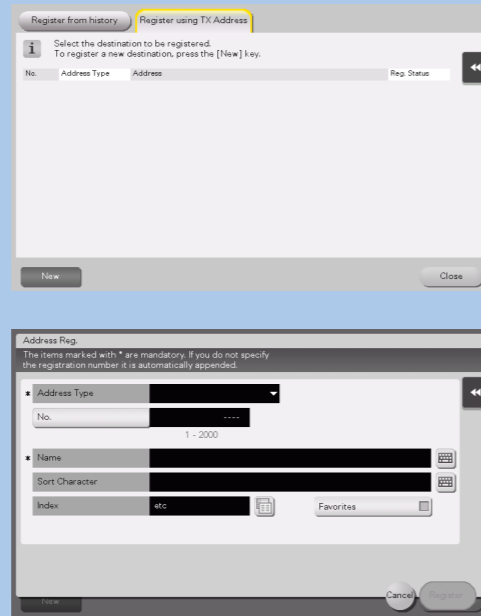 Register from history
Register using TX Address
i
Select the destination to be registered.
To register a new destination, press the [New] key.
No. Address Type Address Reg. Status
New
Close
Address Reg.
The items marked with * are mandatory. If you do not specify
the registration number it is automatically appended.
* Address Type
No. ----
1 - 2000
* Name
Sort Character
Index etc Favorites
Cancel Register
New